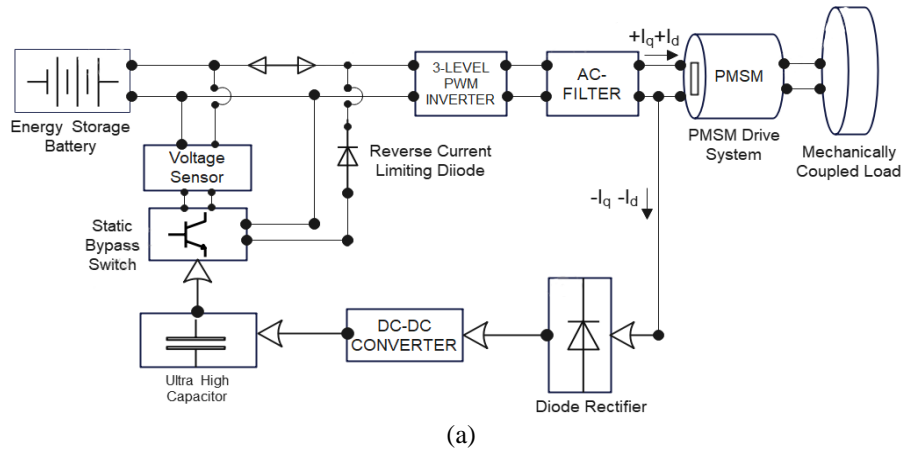 +Iq+Id
3-LEVEL
PWM
INVERTER
AC-
FILTER
PMSM
Energy Storage
Battery
PMSM Drive
System
Mechanically
Coupled Load
Voltage
Sensor
Reverse Current
Limiting Diiode
-Iq -Id
Static
Bypass
Switch
DC-DC
CONVERTER
Ultra High
Capacitor
Diode Rectifier
(a)